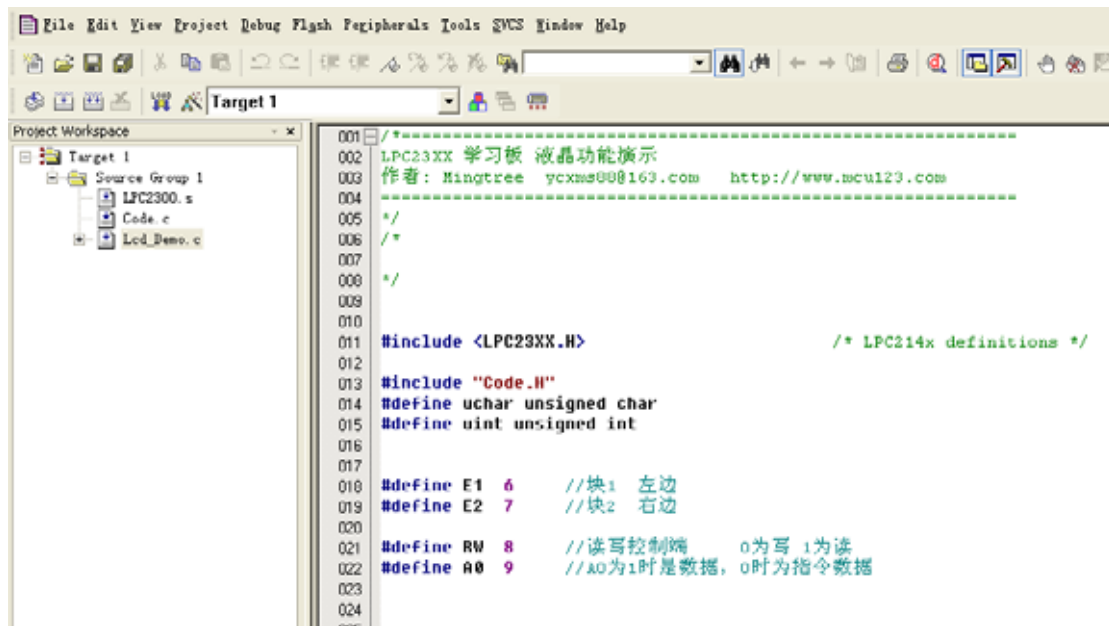 File Edit View Project Debug Flash Peripherals Tools SVCS Window Help
Target 1
Project Workspace
Target 1
Source Group 1
LPC2300.s
Code.c
Lcd_Demo.c
001 /*============================================================
002 LPC23XX 学习板 液晶功能演示
003 作者: Mingtree ycxms88@163.com http://www.mcu123.com
004 ==============================================================
005 */
006 /*
007
008 */
009
010
011 #include <LPC23XX.H> /* LPC214x definitions */
012
013 #include "Code.H"
014 #define uchar unsigned char
015 #define uint unsigned int
016
017
018 #define E1 6 //块1 左边
019 #define E2 7 //块2 右边
020
021 #define RW 8 //读写控制端 0为写 1为读
022 #define A0 9 //A0为1时是数据, 0时为指令数据
023
024